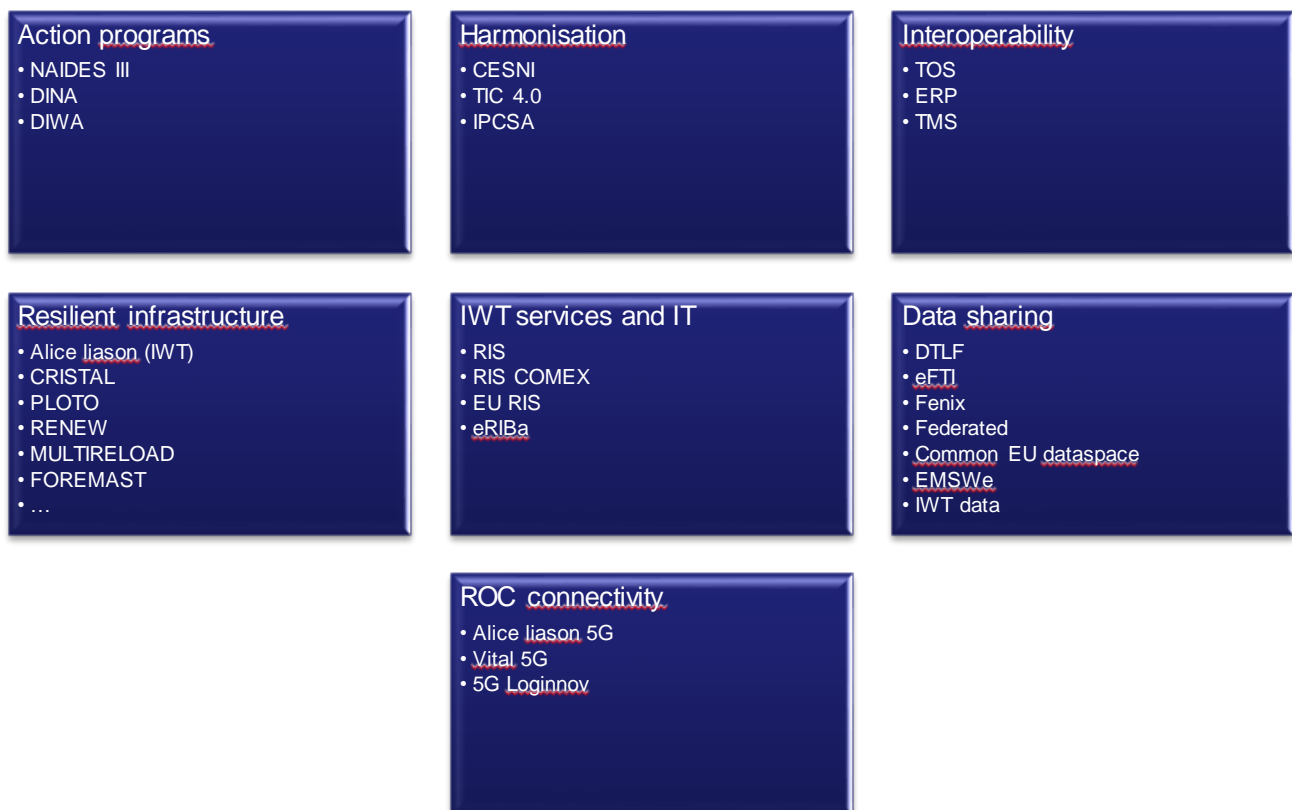 Action programs
• NAIDES III
• DINA
• DIWA
Harmonisation
• CESNI
• TIC 4.0
• IPCSA
Interoperability
• TOS
• ERP
• TMS
Resilient infrastructure
• Alice liason (IWT)
• CRISTAL
• PLOTO
• RENEW
• MULTIRELOAD
• FOREMAST
• ...
IWT services and IT
• RIS
• RIS COMEX
• EU RIS
• eRIBa
Data sharing
• DTLF
• eFTI
• Fenix
• Federated
• Common EU dataspace
• EMSWe
• IWT data
ROC connectivity
• Alice liason 5G
• Vital 5G
• 5G Loginnov